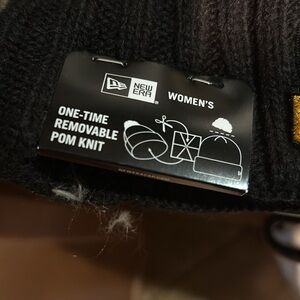 NEW
ERA
WOMEN'S
ONE-TIME
REMOVABLE
POM KNIT